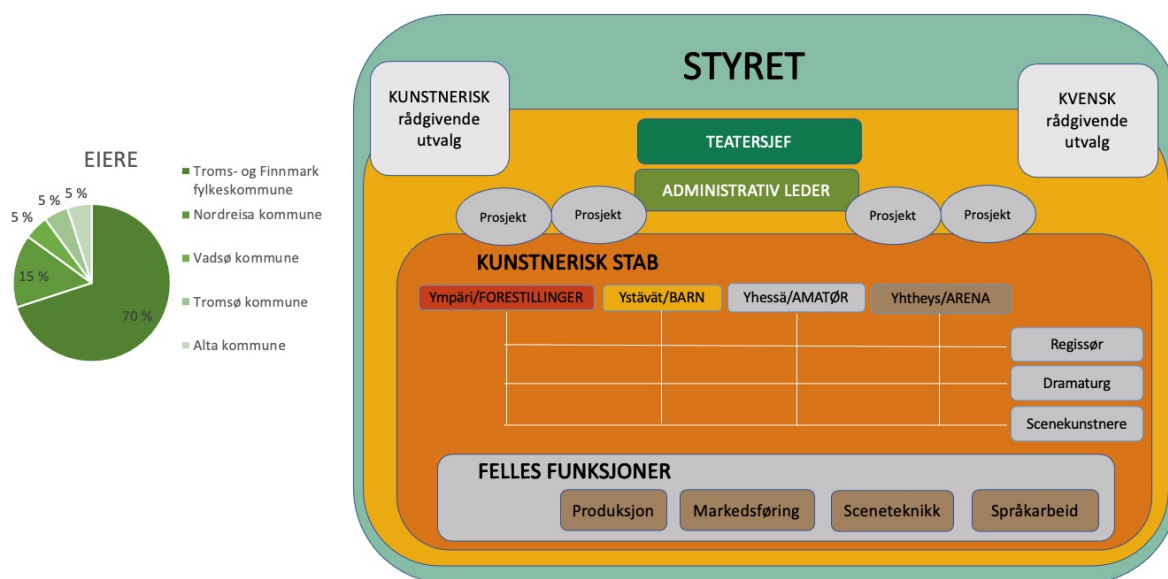 EIERE
5 %
5 %
5 %
15 %
70 %
Troms- og Finnmark
fylkeskommune
Nordreisa kommune
Vadsø kommune
Tromsø kommune
Alta kommune
STYRET
KUNSTNERISK
rådgivende
utvalg
KVENSK
rådgivende
utvalg
TEATERSJEF
ADMINISTRATIV LEDER
Prosjekt
Prosjekt
Prosjekt
Prosjekt
KUNSTNERISK STAB
Ympäri/FORESTILLINGER
Ystävät/BARN
Yhessä/AMATØR
Yhtheys/ARENA
Regissør
Dramaturg
Scenekunstnere
FELLES FUNKSJONER
Produksjon
Markedsføring
Sceneteknikk
Språkarbeid